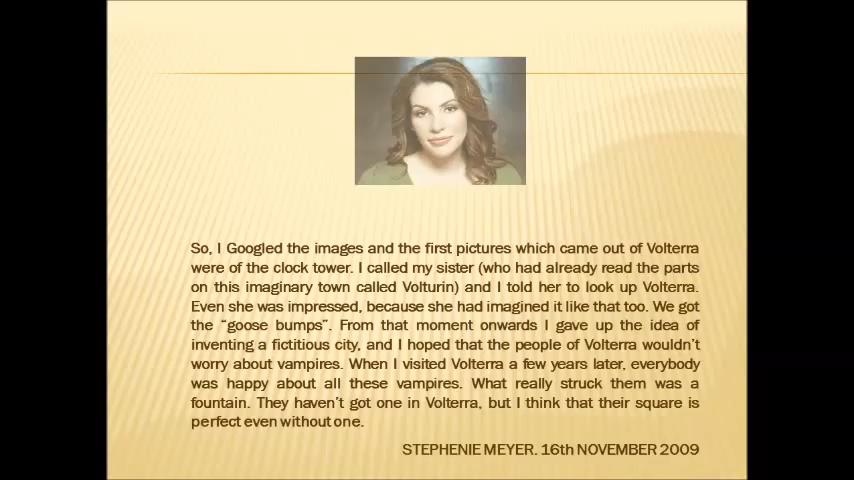 So, I Googled the images and the first pictures which came out of Volterra
were of the clock tower. I called my sister (who had already read the parts
on this imaginary town called Volturin) and I told her to look up Volterra.
Even she was impressed, because she had imagined it like that too. We got
the “goose bumps”. From that moment onwards I gave up the idea of
inventing a fictitious city, and I hoped that the people of Volterra wouldn’t
worry about vampires. When I visited Volterra a few years later, everybody
was happy about all these vampires. What really struck them was a
fountain. They haven’t got one in Volterra, but I think that their square is
perfect even without one.
STEPHENIE MEYER. 16th NOVEMBER 2009